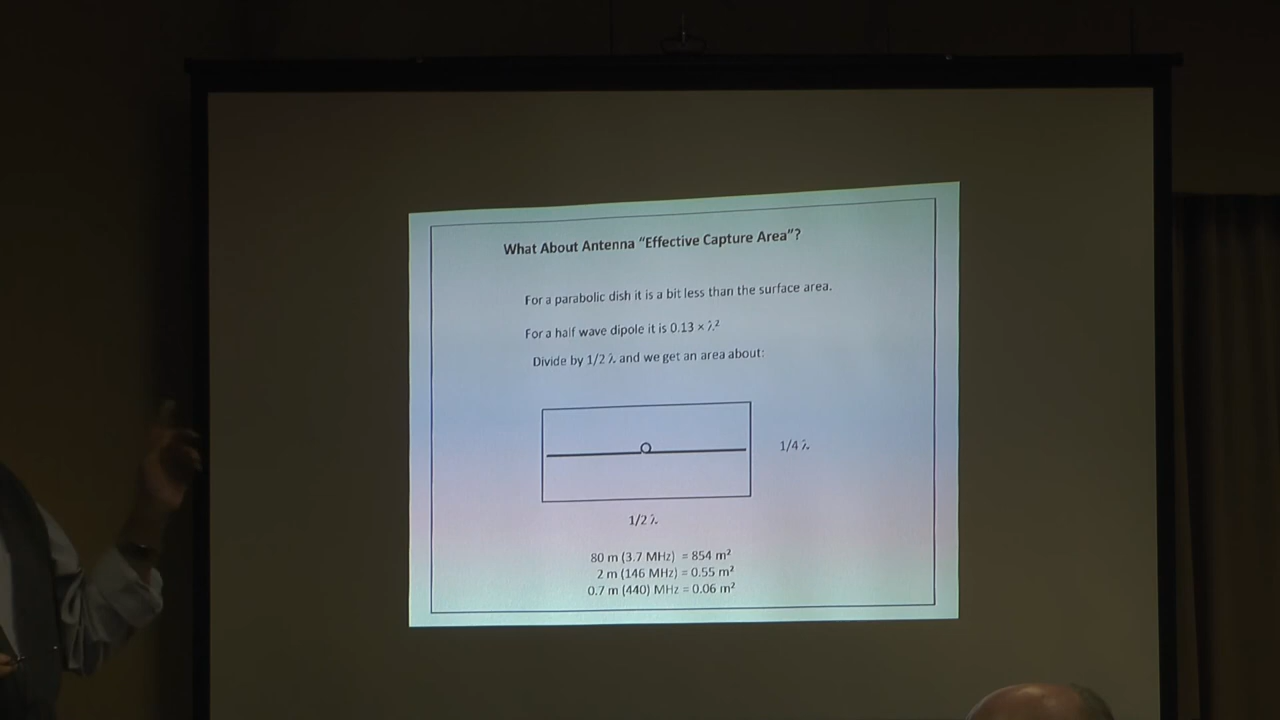 What About Antenna "Effective Capture Area"?
For a parabolic dish it is a bit less than the surface area.
For a half wave dipole it is 0.13 × λ²
Divide by 1/2 λ and we get an area about:
1/4 λ
1/2 λ
80 m (3.7 MHz) = 854 m²
2 m (146 MHz) = 0.55 m²
0.7 m (440) MHz = 0.06 m²